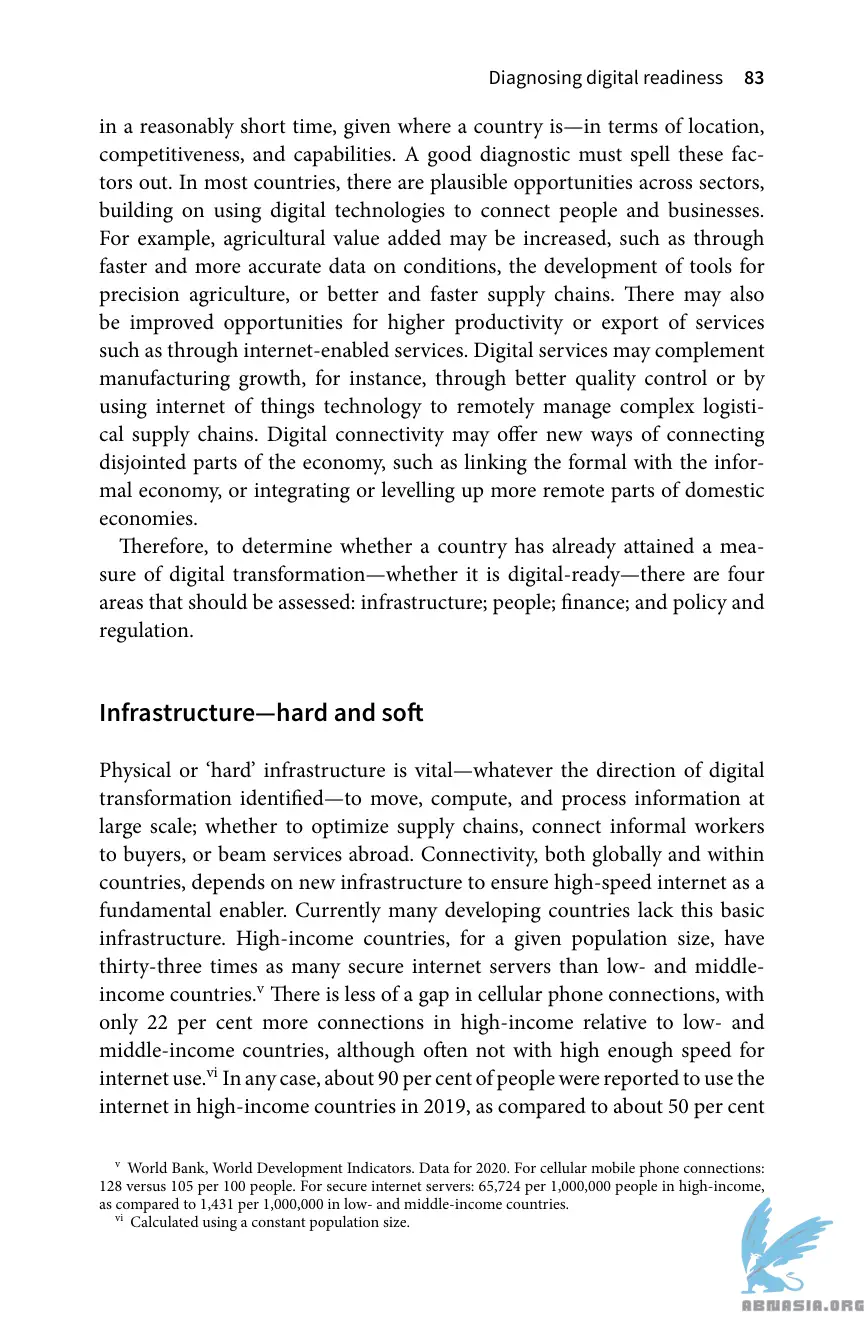 Diagnosing digital readiness 83
in a reasonably short time, given where a country is—in terms of location,
competitiveness, and capabilities. A good diagnostic must spell these fac-
tors out. In most countries, there are plausible opportunities across sectors,
building on using digital technologies to connect people and businesses.
For example, agricultural value added may be increased, such as through
faster and more accurate data on conditions, the development of tools for
precision agriculture, or better and faster supply chains. There may also
be improved opportunities for higher productivity or export of services
such as through internet-enabled services. Digital services may complement
manufacturing growth, for instance, through better quality control or by
using internet of things technology to remotely manage complex logisti-
cal supply chains. Digital connectivity may offer new ways of connecting
disjointed parts of the economy, such as linking the formal with the infor-
mal economy, or integrating or levelling up more remote parts of domestic
economies.
Therefore, to determine whether a country has already attained a mea-
sure of digital transformation—whether it is digital-ready—there are four
areas that should be assessed: infrastructure; people; finance; and policy and
regulation.
Infrastructure—hard and soft
Physical or ‘hard’ infrastructure is vital—whatever the direction of digital
transformation identified—to move, compute, and process information at
large scale; whether to optimize supply chains, connect informal workers
to buyers, or beam services abroad. Connectivity, both globally and within
countries, depends on new infrastructure to ensure high-speed internet as a
fundamental enabler. Currently many developing countries lack this basic
infrastructure. High-income countries, for a given population size, have
thirty-three times as many secure internet servers than low- and middle-
income countries.v There is less of a gap in cellular phone connections, with
only 22 per cent more connections in high-income relative to low- and
middle-income countries, although often not with high enough speed for
internet use.vi In any case, about 90 per cent of people were reported to use the
internet in high-income countries in 2019, as compared to about 50 per cent
v World Bank, World Development Indicators. Data for 2020. For cellular mobile phone connections:
128 versus 105 per 100 people. For secure internet servers: 65,724 per 1,000,000 people in high-income,
as compared to 1,431 per 1,000,000 in low- and middle-income countries.
vi Calculated using a constant population size.
ABNASIA.ORG